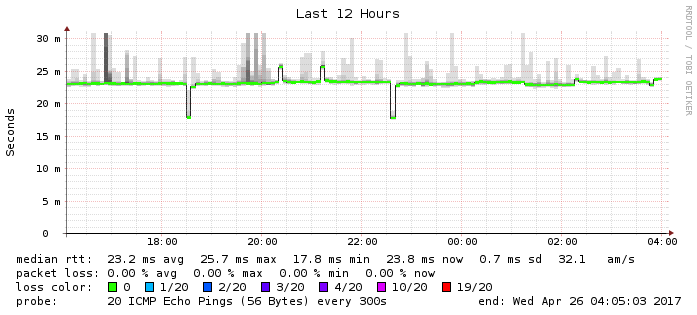 Last 12 Hours
RRDTOOL / TOBI OETIKER
Seconds
30 m
25 m
20 m
15 m
10 m
5 m
0
18:00 20:00 22:00 00:00 02:00 04:00
median rtt: 23.2 ms avg 25.7 ms max 17.8 ms min 23.8 ms now 0.7 ms sd 32.1 am/s
packet loss: 0.00 % avg 0.00 % max 0.00 % min 0.00 % now
loss color: 0 1/20 2/20 3/20 4/20 10/20 19/20
probe: 20 ICMP Echo Pings (56 Bytes) every 300s end: Wed Apr 26 04:05:03 2017